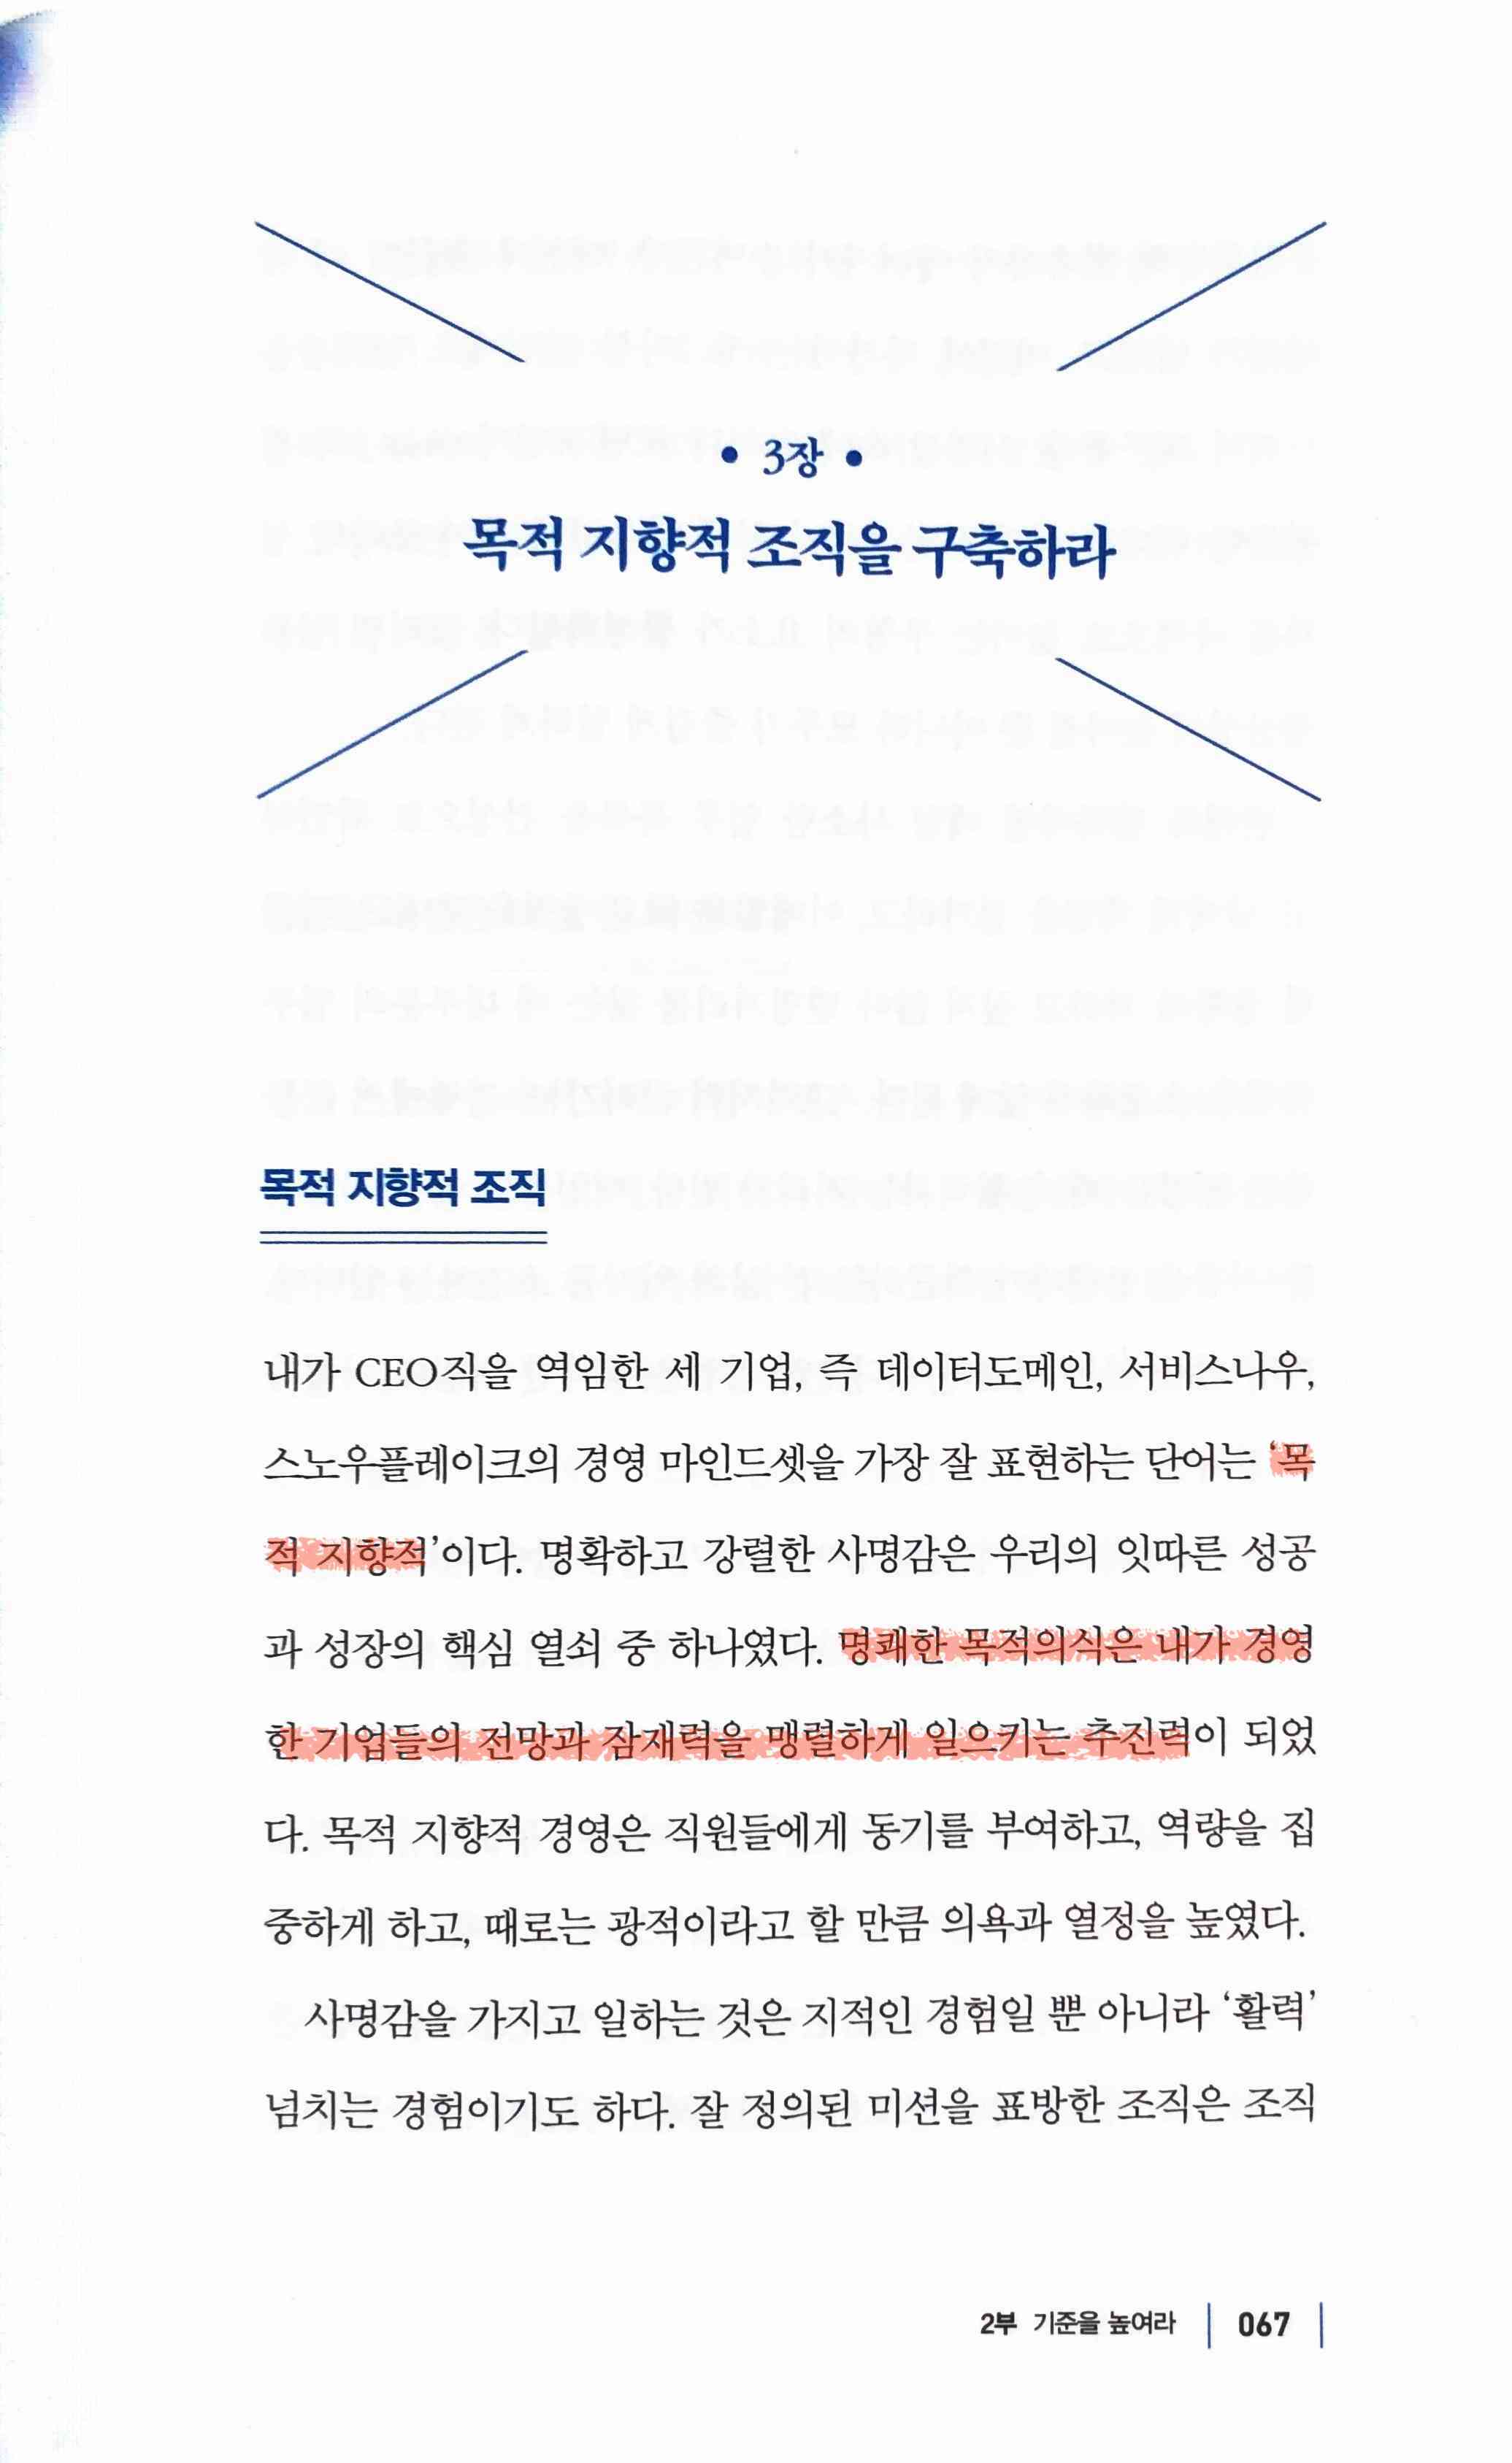 • 3장 •
목적 지향적 조직을 구축하라
목적 지향적 조직
내가 CEO직을 역임한 세 기업, 즉 데이터도메인, 서비스나우,
스노우플레이크의 경영 마인드셋을 가장 잘 표현하는 단어는 ‘목
적 지향적’이다. 명확하고 강렬한 사명감은 우리의 잇따른 성공
과 성장의 핵심 열쇠 중 하나였다. 명쾌한 목적의식은 내가 경영
한 기업들의 전망과 잠재력을 맹렬하게 일으키는 추진력이 되었
다. 목적 지향적 경영은 직원들에게 동기를 부여하고, 역량을 집
중하게 하고, 때로는 광적이라고 할 만큼 의욕과 열정을 높였다.
사명감을 가지고 일하는 것은 지적인 경험일 뿐 아니라 ‘활력’
넘치는 경험이기도 하다. 잘 정의된 미션을 표방한 조직은 조직
2부 기준을 높여라 | 067 |